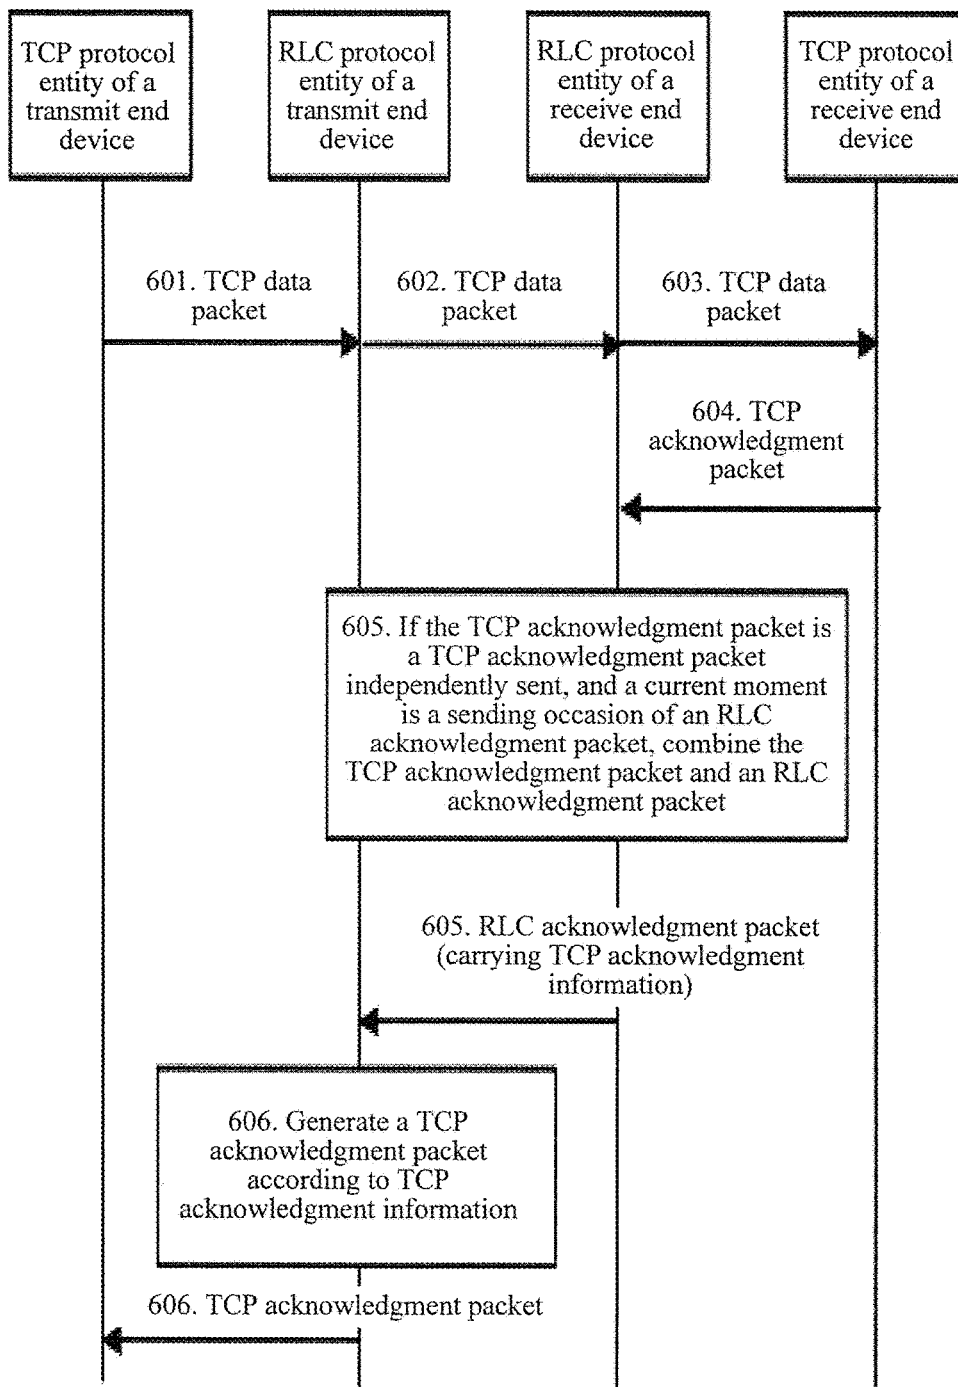 TCP protocol
entity of a
transmit end
device
RLC protocol
entity of a
transmit end
device
RLC protocol
entity of a
receive end
device
TCP protocol
entity of a
receive end
device
601. TCP data
packet
602. TCP data
packet
603. TCP data
packet
604. TCP
acknowledgment
packet
605. If the TCP acknowledgment packet is
a TCP acknowledgment packet
independently sent, and a current moment
is a sending occasion of an RLC
acknowledgment packet, combine the
TCP acknowledgment packet and an RLC
acknowledgment packet
605. RLC acknowledgment packet
(carrying TCP acknowledgment
information)
606. Generate a TCP
acknowledgment packet
according to TCP
acknowledgment information
606. TCP acknowledgment packet